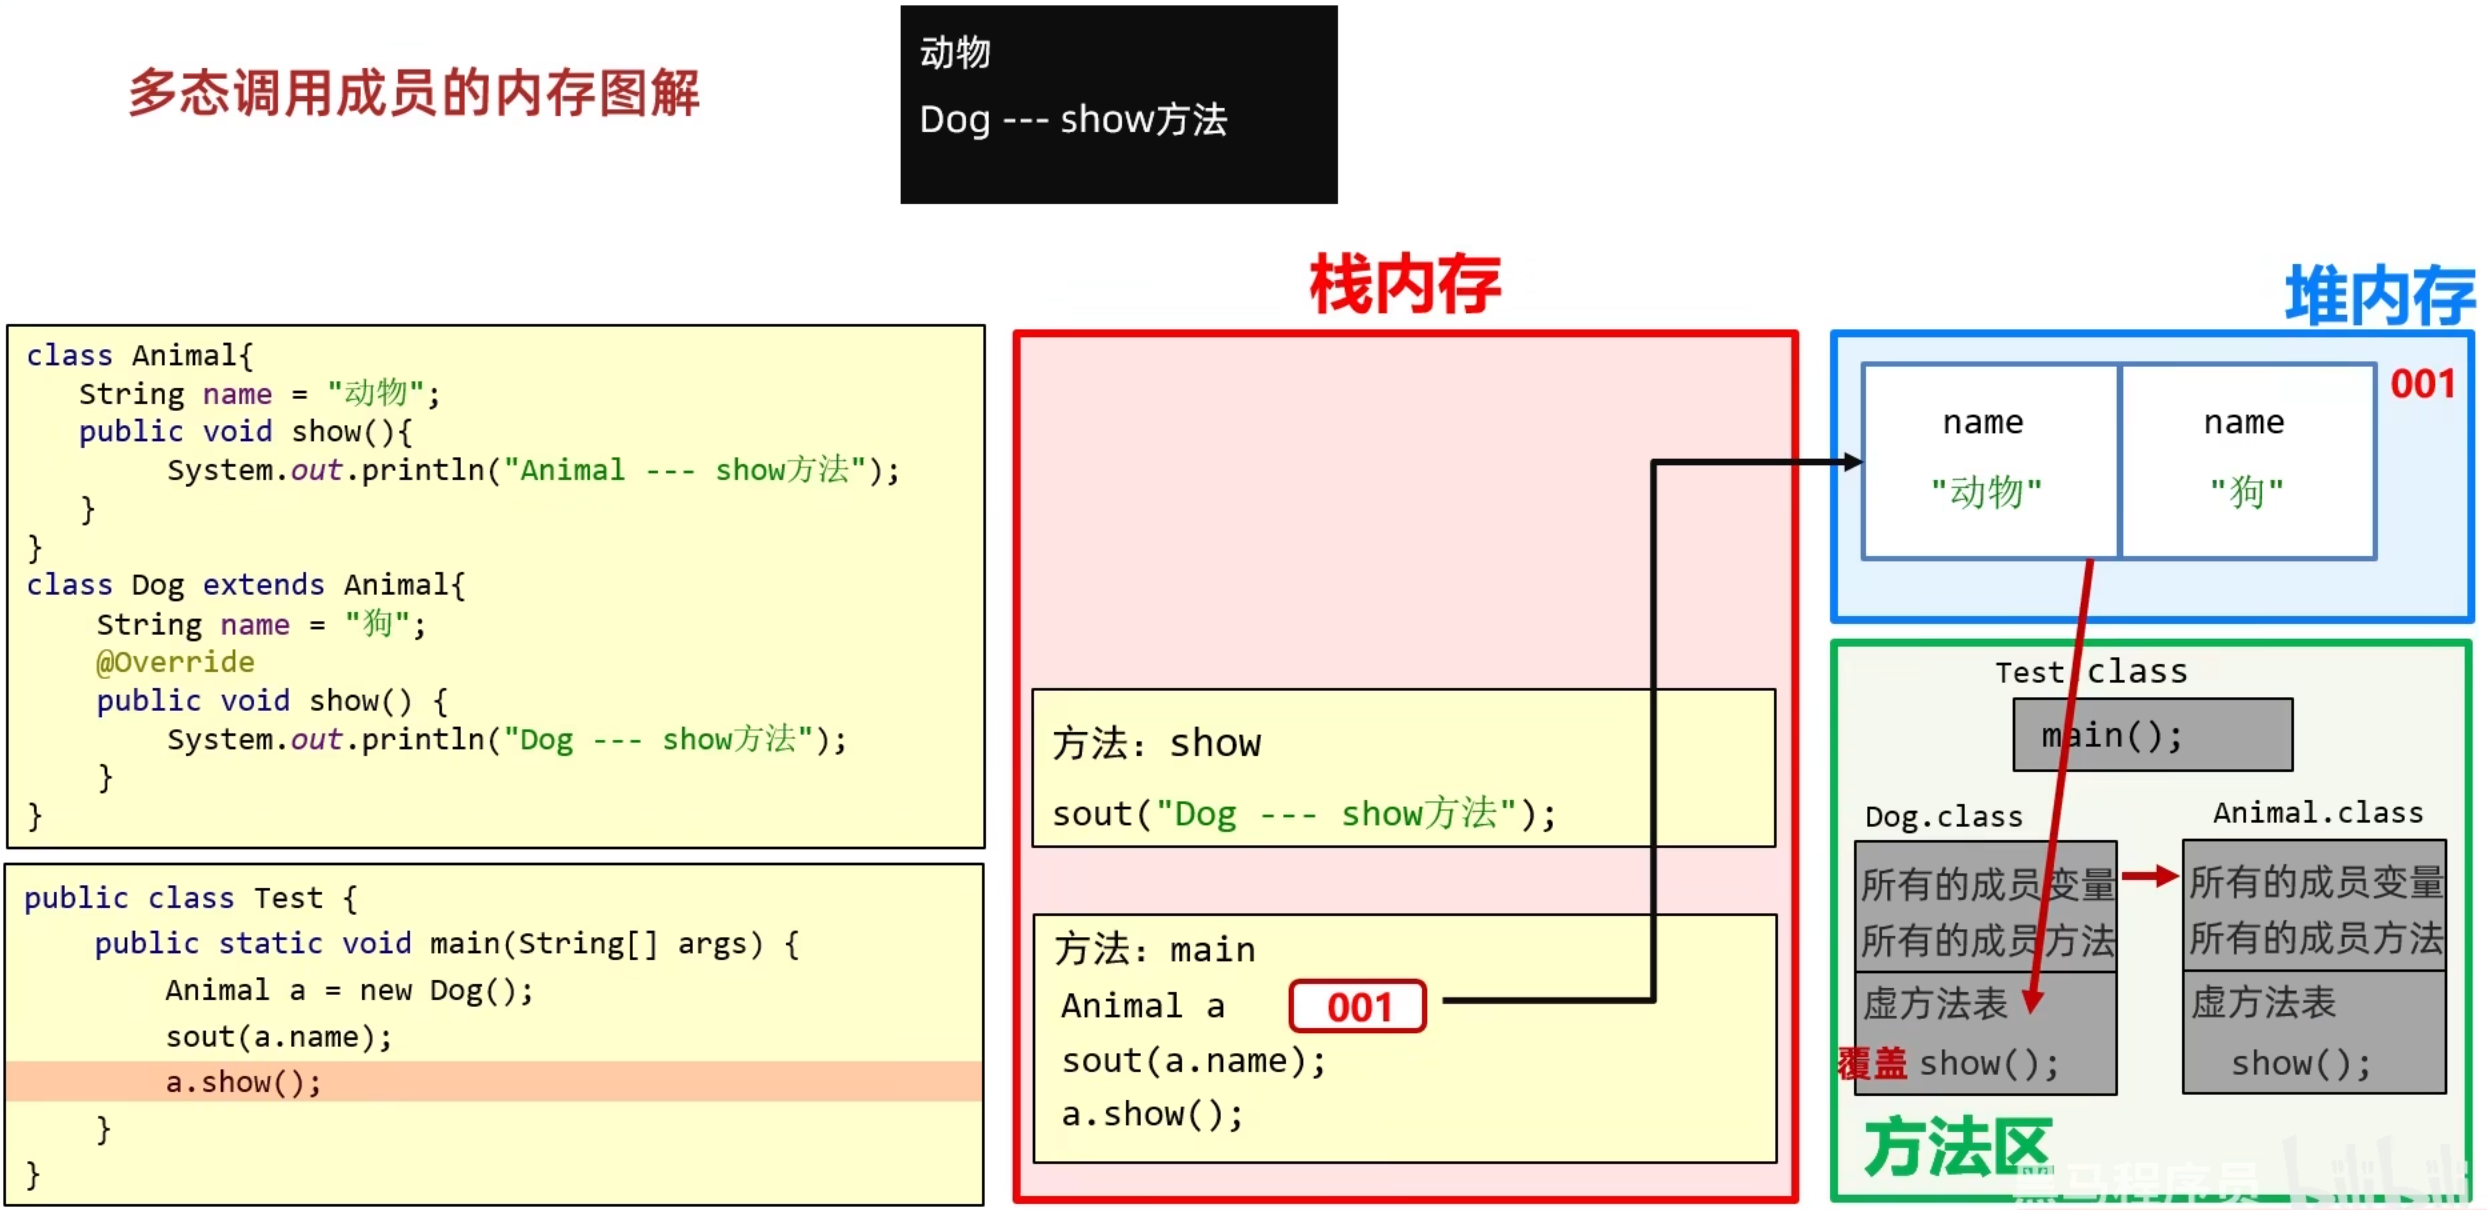 多态调用成员的内存图解
动物
Dog --- show方法
class Animal{
String name = "动物";
public void show(){
System.out.println("Animal --- show方法");
}
}
class Dog extends Animal{
String name = "狗";
@Override
public void show() {
System.out.println("Dog --- show方法");
}
}
public class Test {
public static void main(String[] args) {
Animal a = new Dog();
sout(a.name);
a.show();
}
}
栈内存
方法：show
sout("Dog --- show方法");
方法：main
Animal a 001
sout(a.name);
a.show();
堆内存
001
name
"动物"
name
"狗"
Test.class
main();
Dog.class
所有的成员变量
所有的成员方法
虚方法表
覆盖 show();
Animal.class
所有的成员变量
所有的成员方法
虚方法表
show();
方法区
黑马程序员
bilibili